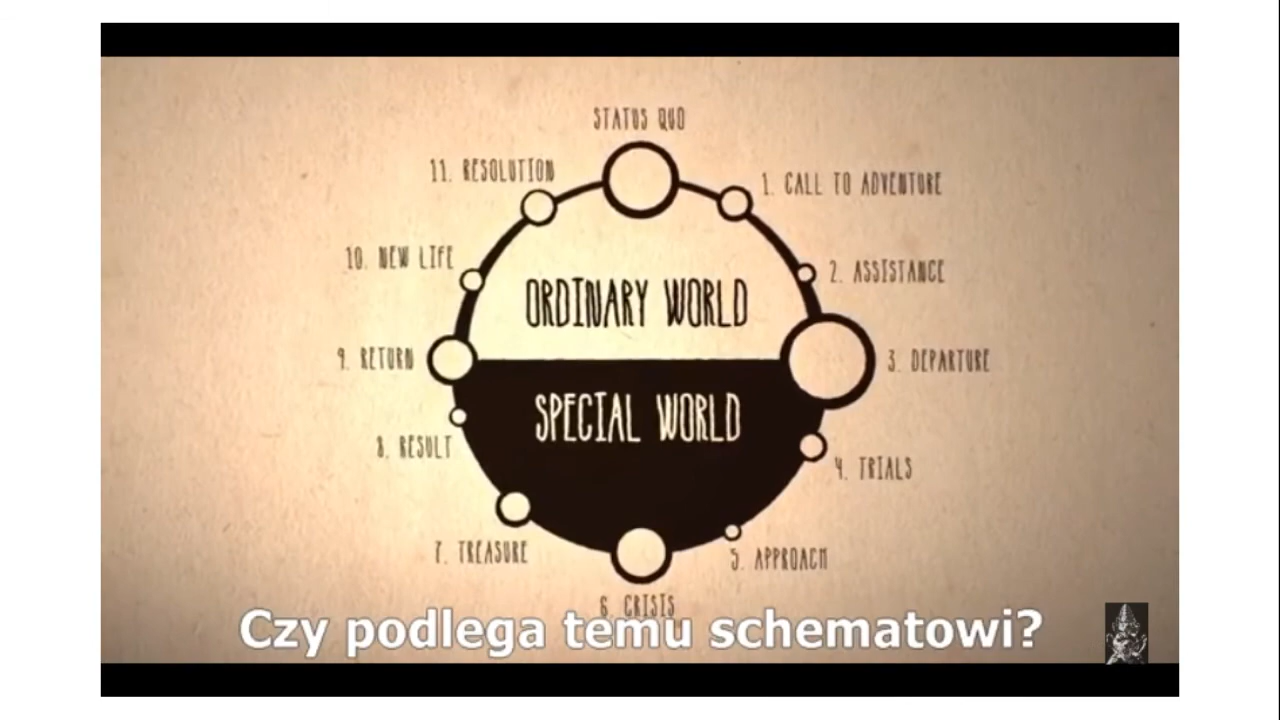 STATUS QUO
11. RESOLUTION
1. CALL TO ADVENTURE
10. NEW LIFE
2. ASSISTANCE
ORDINARY WORLD
9. RETURN
3. DEPARTURE
SPECIAL WORLD
8. RESULT
4. TRIALS
7. TREASURE
5. APPROACH
6. CRISIS
Czy podlega temu schematowi?